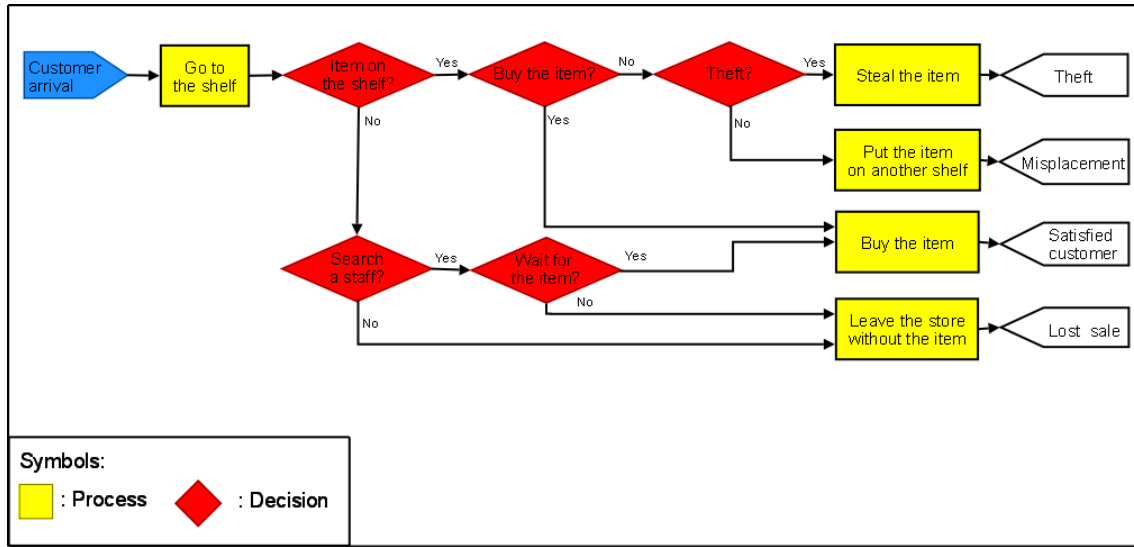 Customer
arrival
Go to
the shelf
Item on
the shelf?
Yes
Buy the item?
No
Theft?
Yes
Steal the item
Theft
No
Yes
No
Put the item
on another shelf
Misplacement
Search
a staff?
Yes
Wait for
the item?
Yes
Buy the item
Satisfied
customer
No
No
Leave the store
without the item
Lost sale
Symbols:
: Process
: Decision